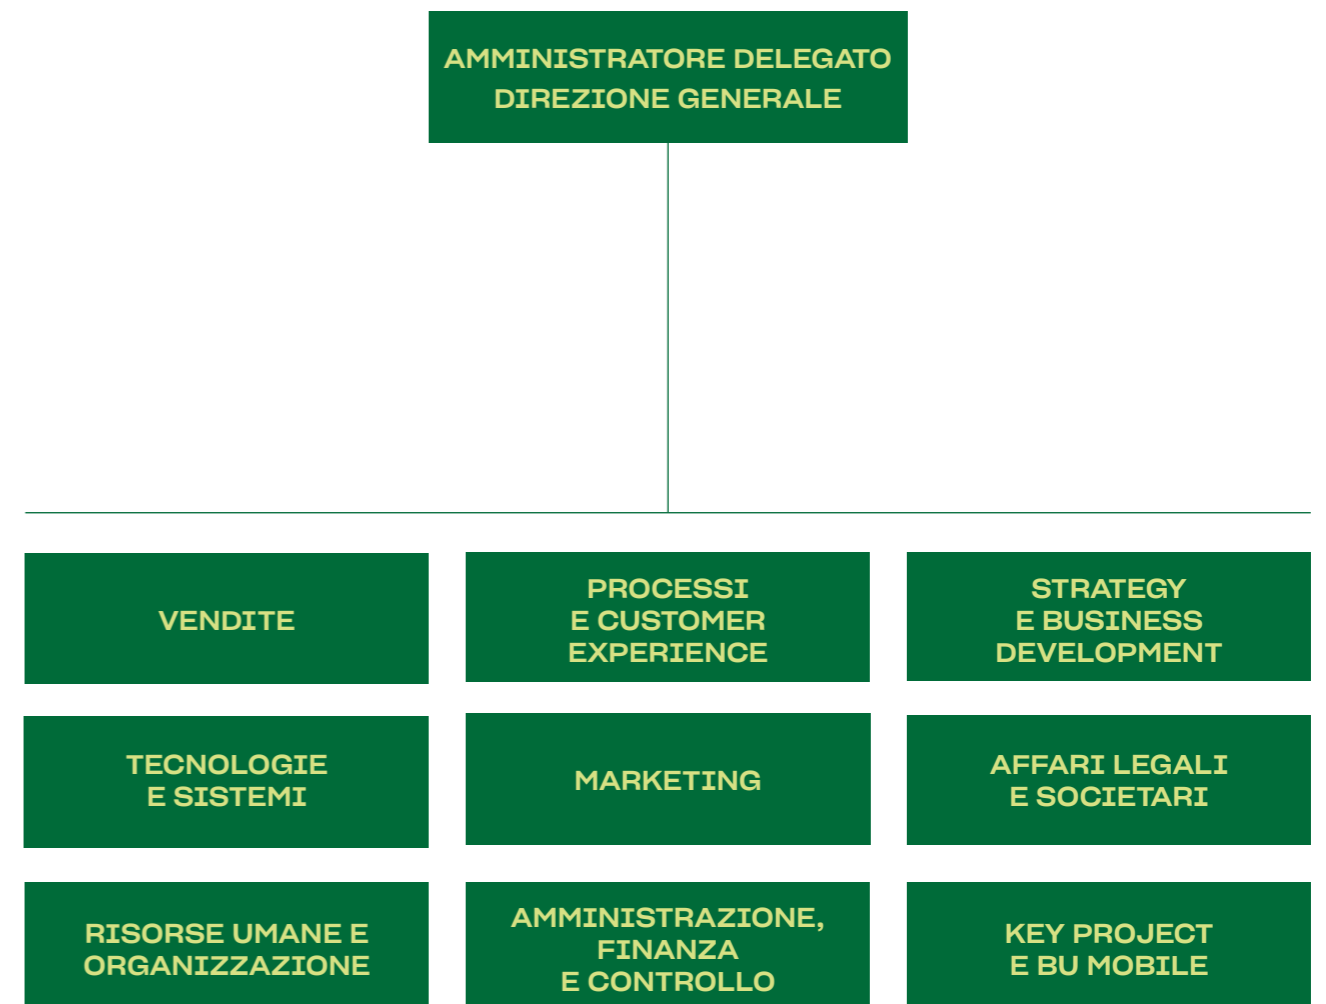 AMMINISTRATORE DELEGATO
DIREZIONE GENERALE
VENDITE
PROCESSI
E CUSTOMER
EXPERIENCE
STRATEGY
E BUSINESS
DEVELOPMENT
TECNOLOGIE
E SISTEMI
MARKETING
AFFARI LEGALI
E SOCIETARI
RISORSE UMANE E
ORGANIZZAZIONE
AMMINISTRAZIONE,
FINANZA
E CONTROLLO
KEY PROJECT
E BU MOBILE